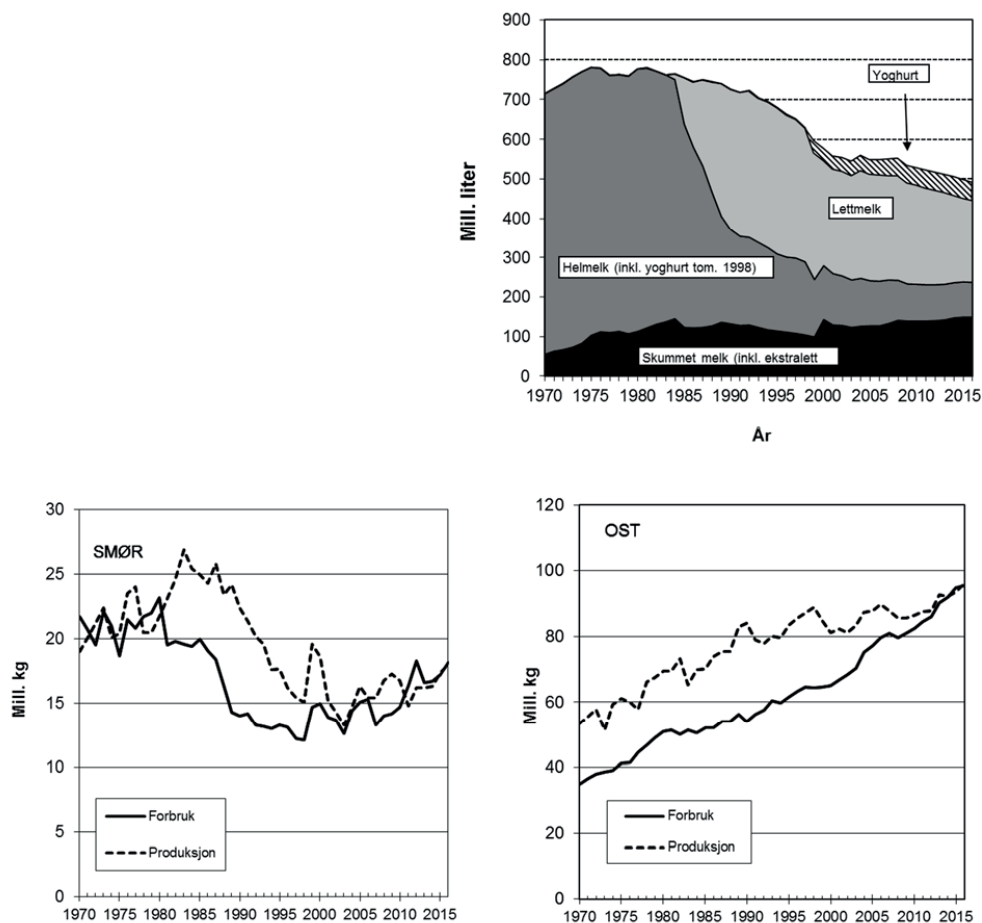 900
800
700
600
500
400
300
200
100
0
Mill. liter
Yoghurt
Lettmelk
Helmelk (inkl. yoghurt tom. 1998)
Skummet melk (inkl. ekstralett
1970 1975 1980 1985 1990 1995 2000 2005 2010 2015
År
30
25
20
15
10
5
0
Mill. kg
SMØR
Forbruk
Produksjon
1970 1975 1980 1985 1990 1995 2000 2005 2010 2015
120
100
80
60
40
20
0
Mill. kg
OST
Forbruk
Produksjon
1970 1975 1980 1985 1990 1995 2000 2005 2010 2015